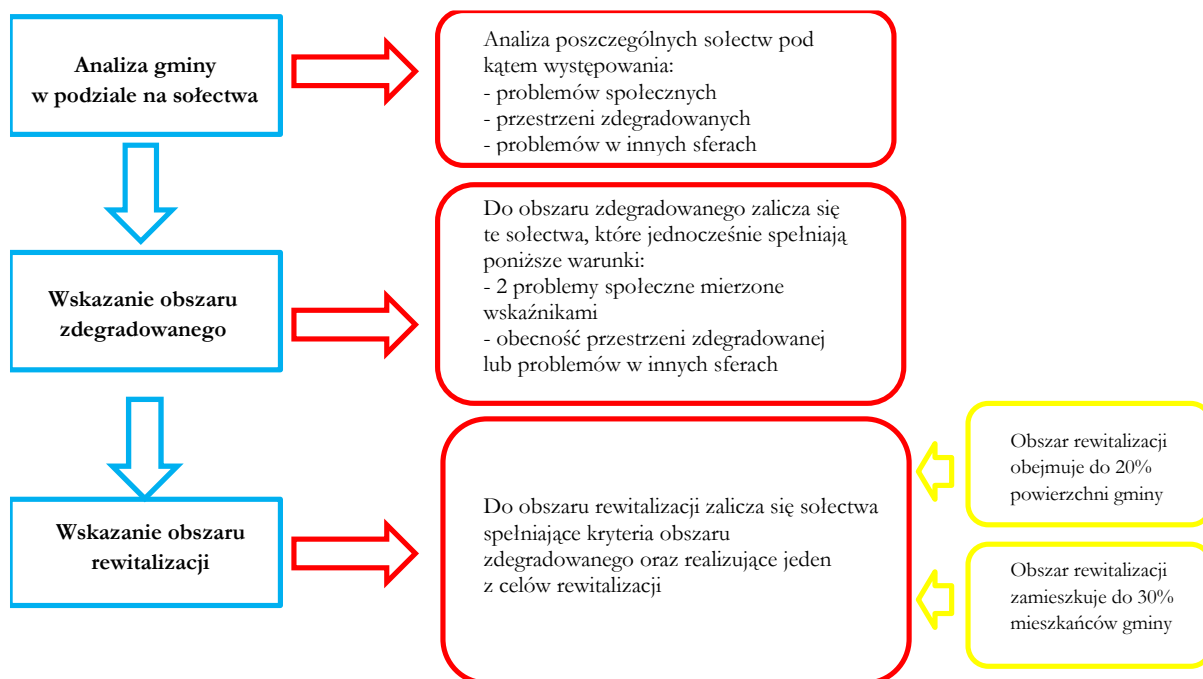 Analiza gminy
w podziale na sołectwa
Analiza poszczególnych sołectw pod
kątem występowania:
- problemów społecznych
- przestrzeni zdegradowanych
- problemów w innych sferach
Wskazanie obszaru
zdegradowanego
Do obszaru zdegradowanego zalicza się
te sołectwa, które jednocześnie spełniają
poniższe warunki:
- 2 problemy społeczne mierzone
wskaźnikami
- obecność przestrzeni zdegradowanej
lub problemów w innych sferach
Wskazanie obszaru
rewitalizacji
Do obszaru rewitalizacji zalicza się sołectwa
spełniające kryteria obszaru
zdegradowanego oraz realizujące jeden
z celów rewitalizacji
Obszar rewitalizacji
obejmuje do 20%
powierzchni gminy
Obszar rewitalizacji
zamieszkuje do 30%
mieszkańców gminy